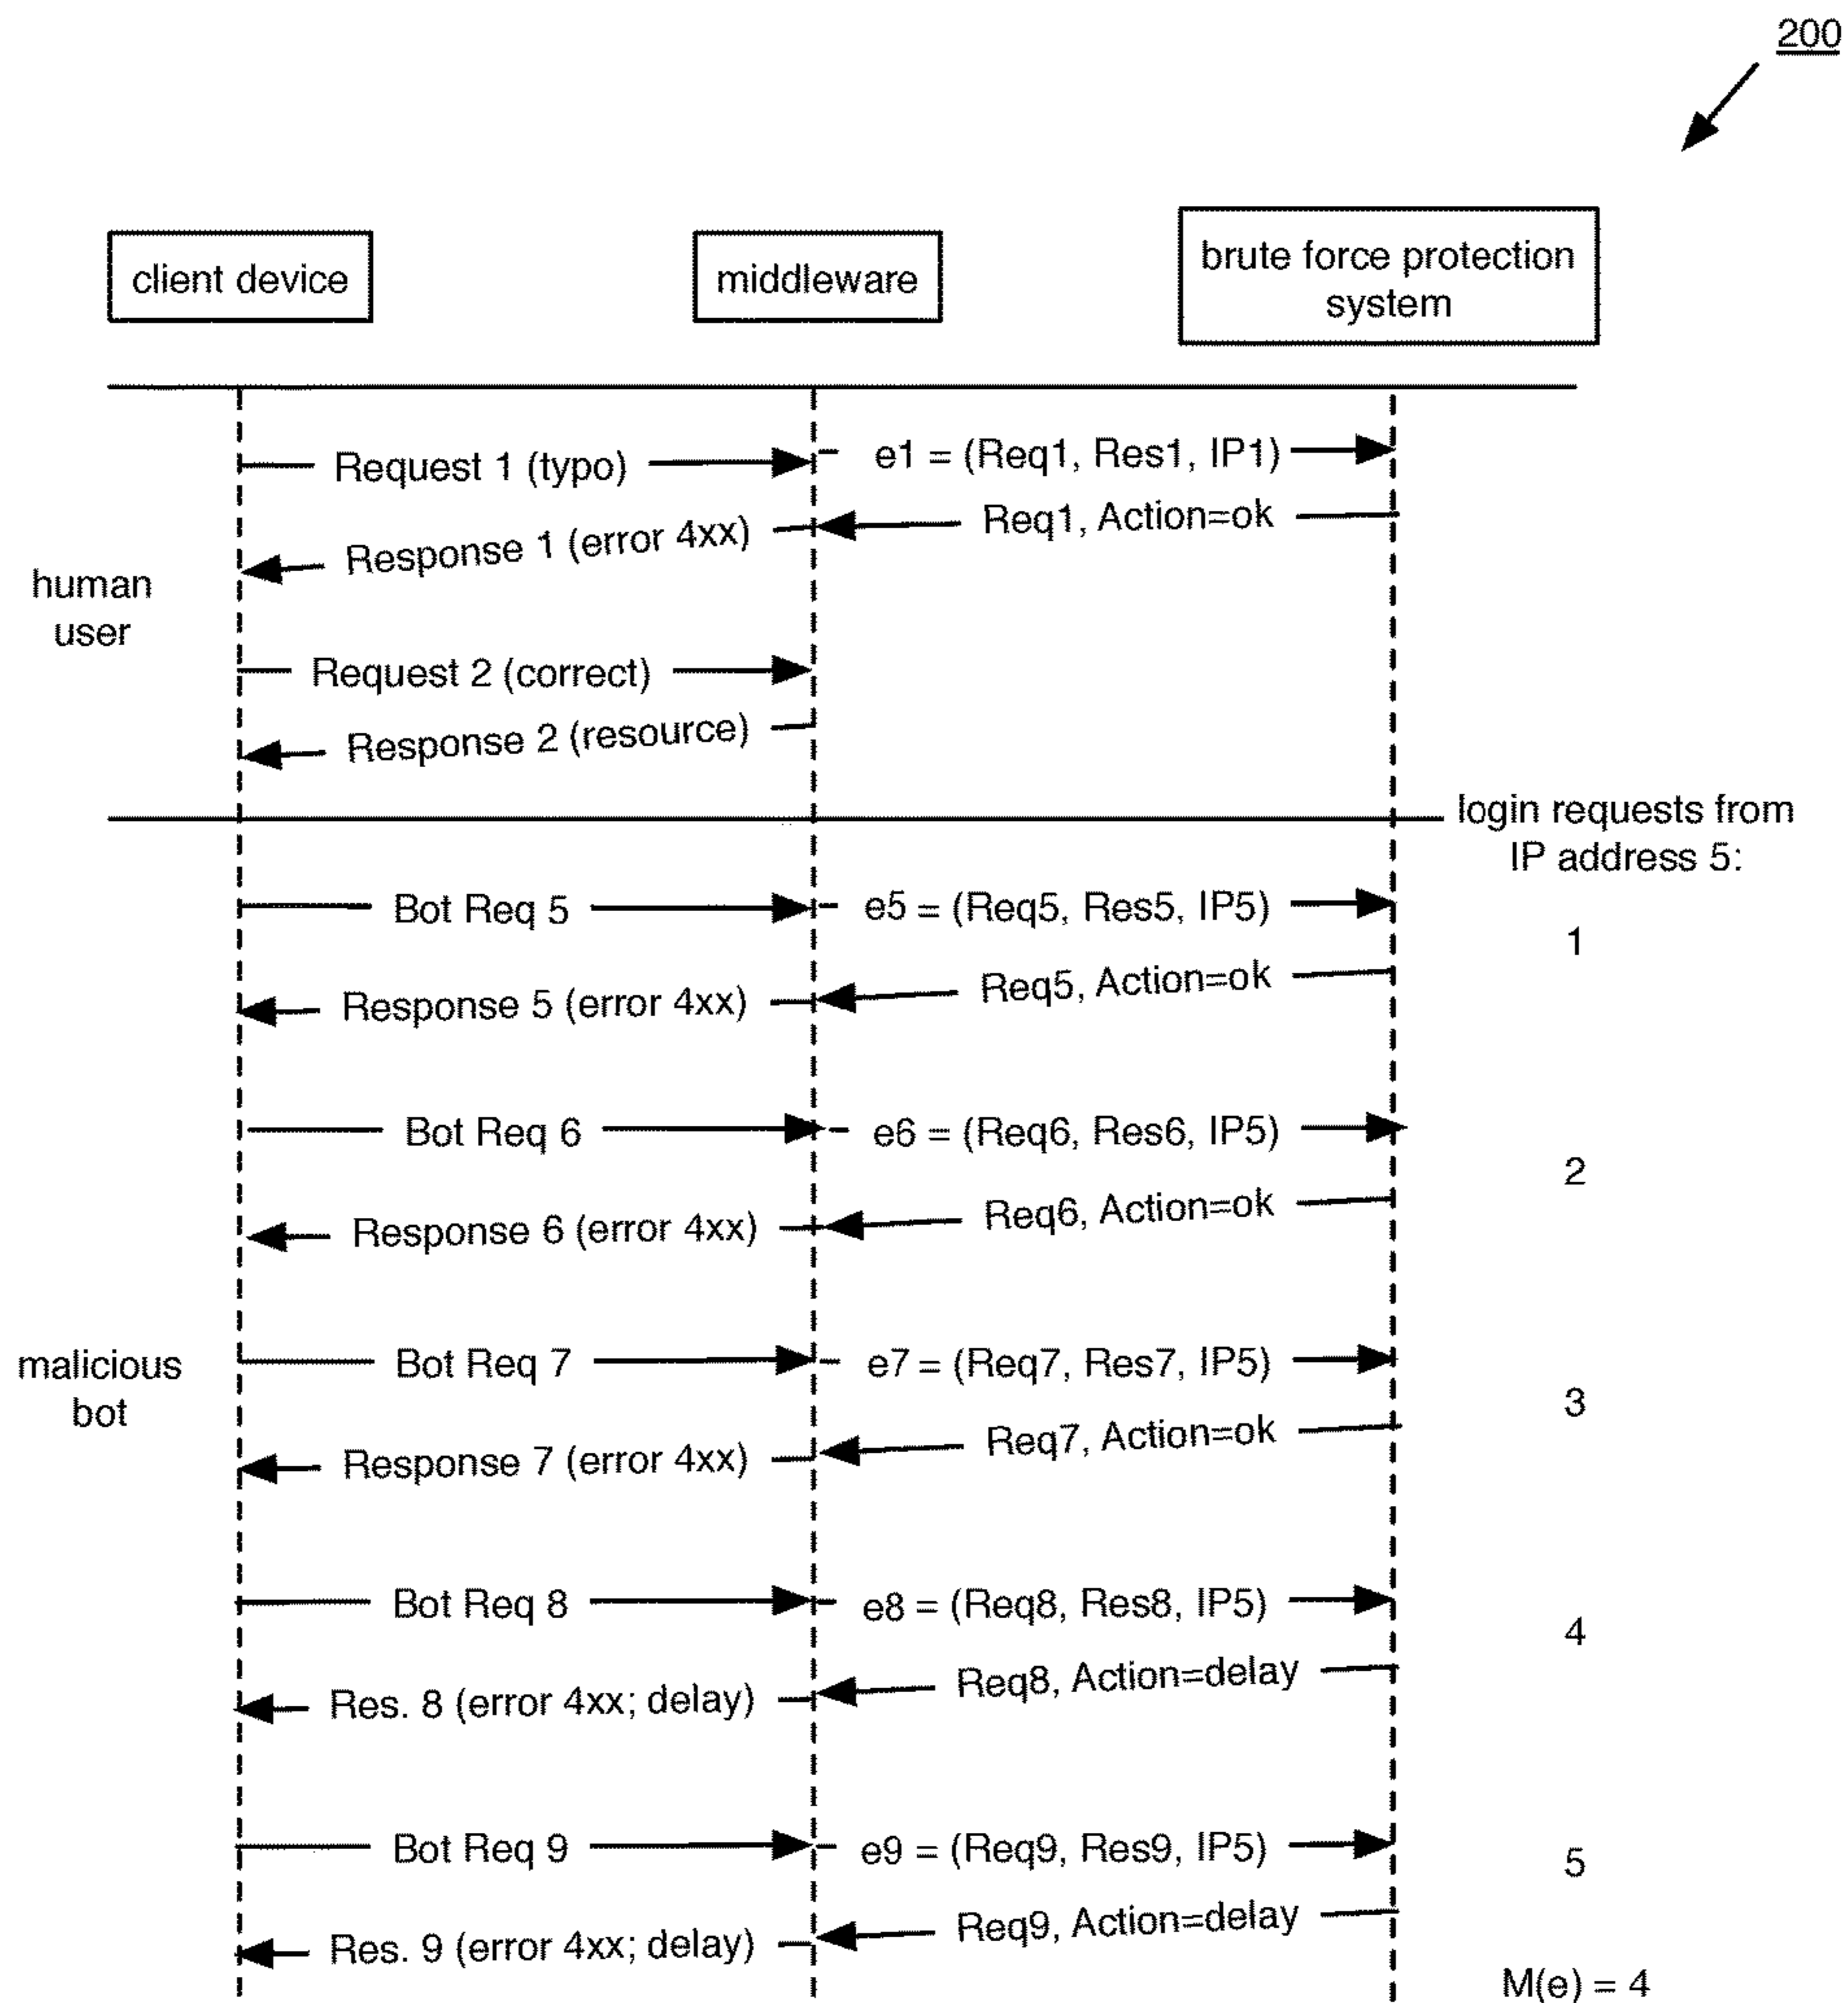 200
client device
middleware
brute force protection
system
Request 1 (typo)
e1 = (Req1, Res1, IP1)
Req1, Action=ok
Response 1 (error 4xx)
human
user
Request 2 (correct)
Response 2 (resource)
login requests from
IP address 5:
Bot Req 5
e5 = (Req5, Res5, IP5)
1
Req5, Action=ok
Response 5 (error 4xx)
Bot Req 6
e6 = (Req6, Res6, IP5)
2
Req6, Action=ok
Response 6 (error 4xx)
malicious
bot
Bot Req 7
e7 = (Req7, Res7, IP5)
3
Req7, Action=ok
Response 7 (error 4xx)
Bot Req 8
e8 = (Req8, Res8, IP5)
4
Req8, Action=delay
Res. 8 (error 4xx; delay)
Bot Req 9
e9 = (Req9, Res9, IP5)
5
Req9, Action=delay
Res. 9 (error 4xx; delay)
M(e) = 4